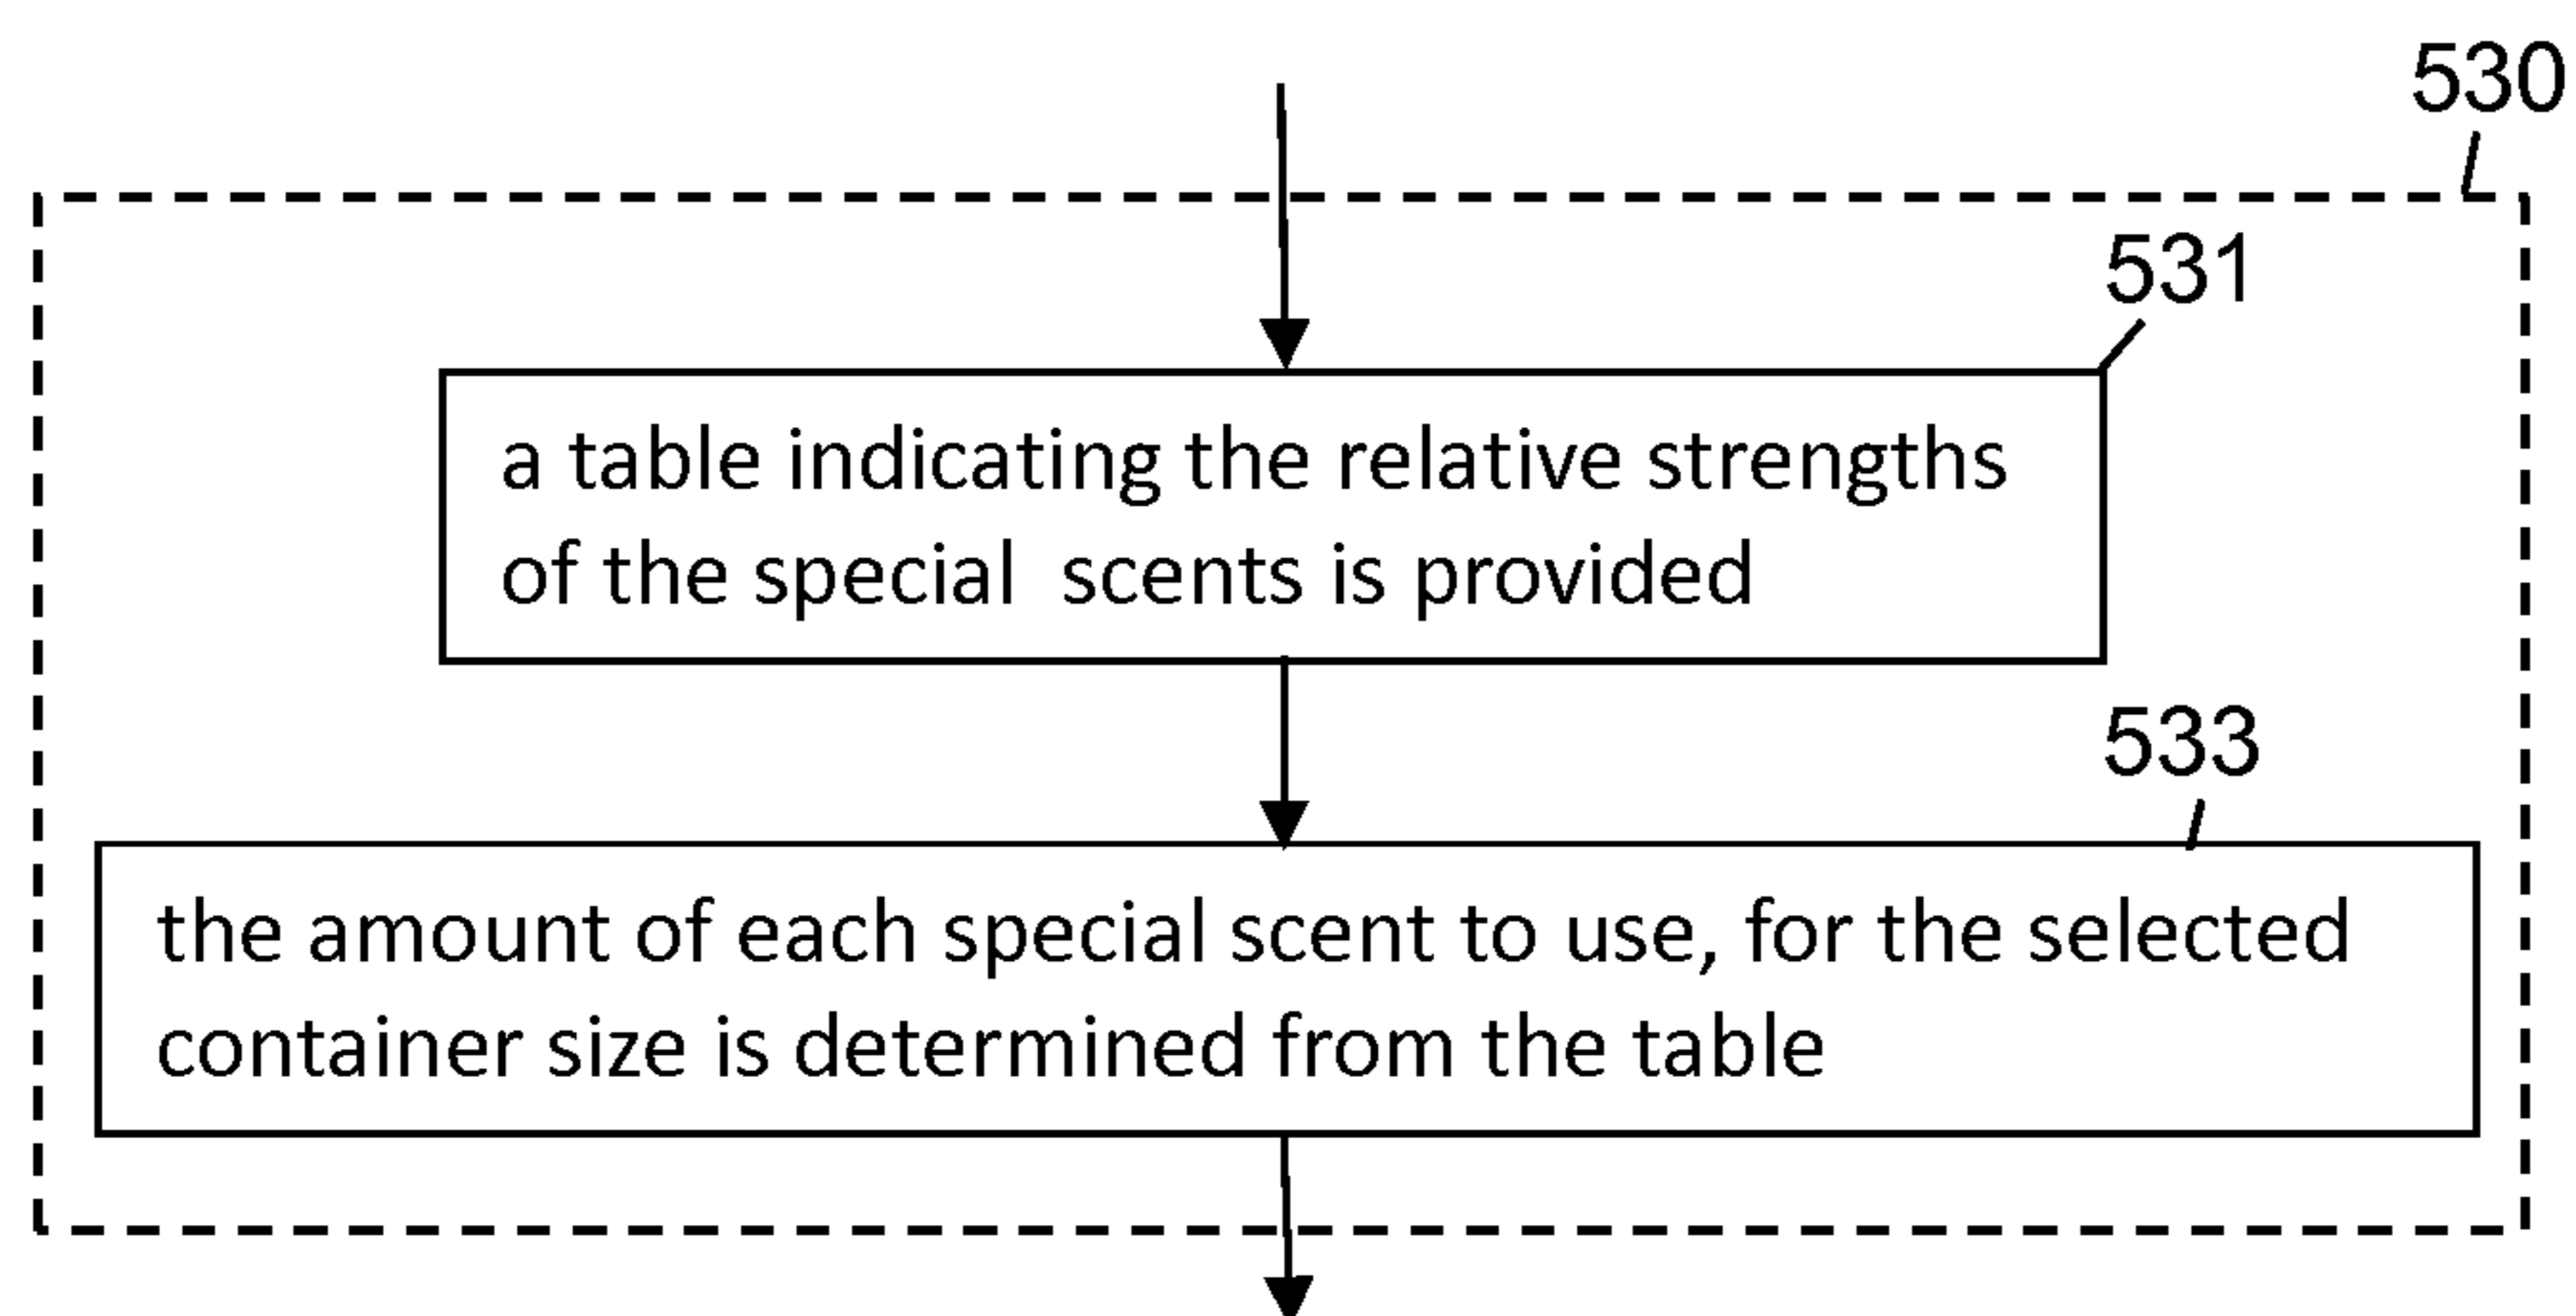 530
531
a table indicating the relative strengths
of the special scents is provided
533
the amount of each special scent to use, for the selected
container size is determined from the table